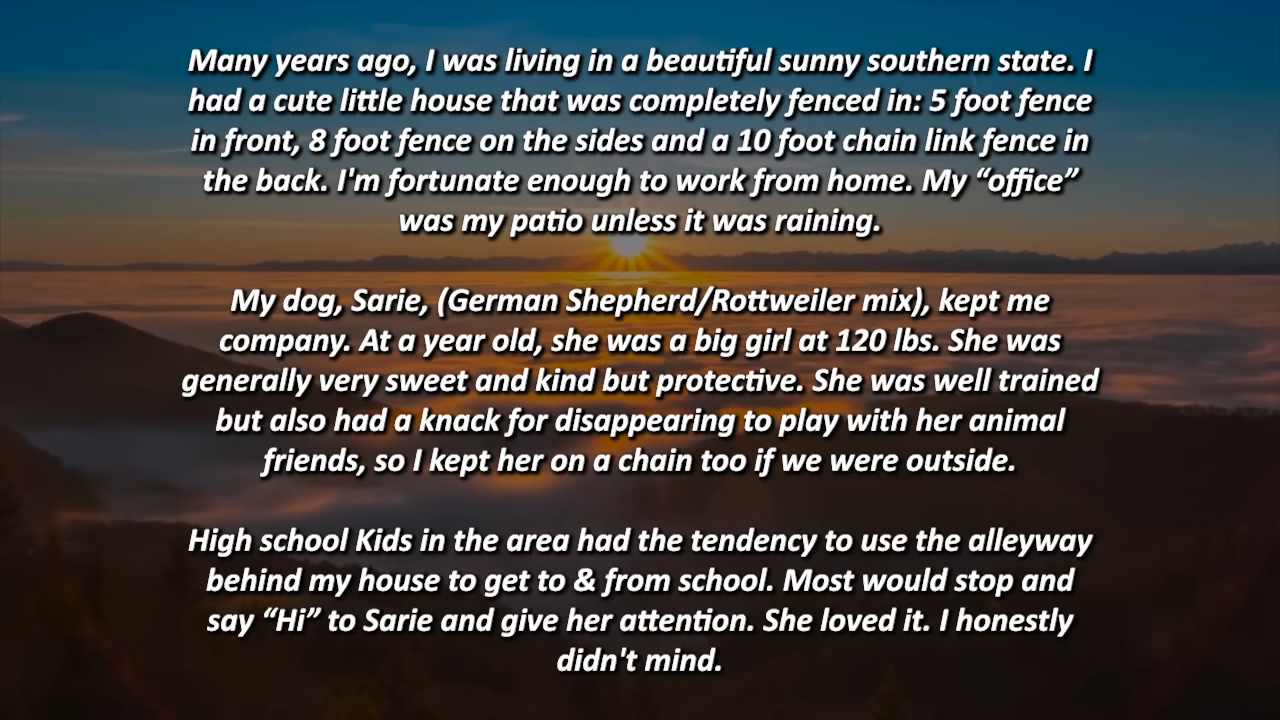 Many years ago, I was living in a beautiful sunny southern state. I
had a cute little house that was completely fenced in: 5 foot fence
in front, 8 foot fence on the sides and a 10 foot chain link fence in
the back. I'm fortunate enough to work from home. My “office”
was my patio unless it was raining.
My dog, Sarie, (German Shepherd/Rottweiler mix), kept me
company. At a year old, she was a big girl at 120 lbs. She was
generally very sweet and kind but protective. She was well trained
but also had a knack for disappearing to play with her animal
friends, so I kept her on a chain too if we were outside.
High school Kids in the area had the tendency to use the alleyway
behind my house to get to & from school. Most would stop and
say “Hi” to Sarie and give her attention. She loved it. I honestly
didn't mind.